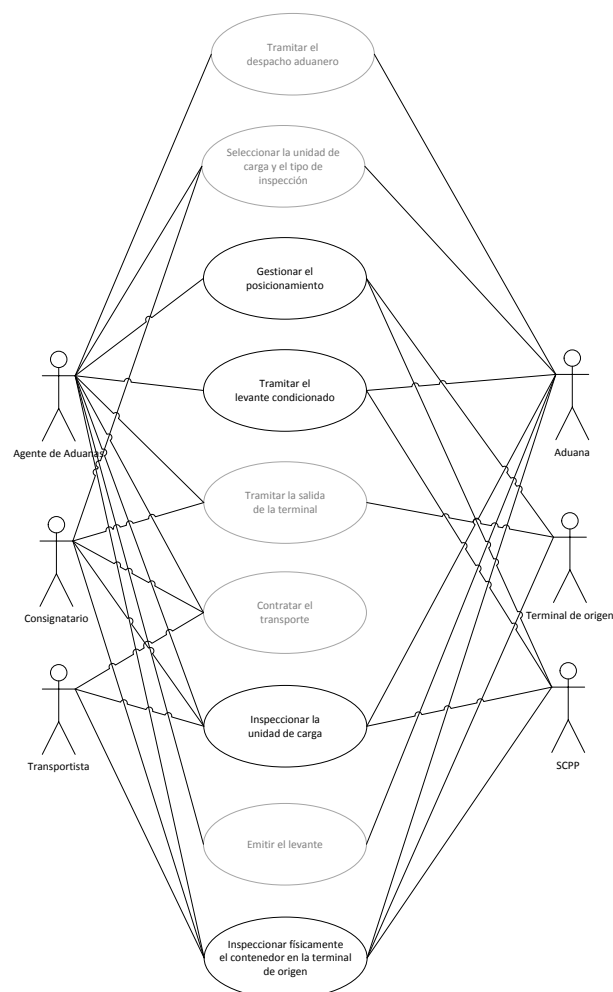 Tramitar el
despacho aduanero
Seleccionar la unidad de
carga y el tipo de
inspección
Gestionar el
posicionamiento
Tramitar el
levante condicionado
Agente de Aduanas
Aduana
Tramitar la salida
de la terminal
Consignatario
Terminal de origen
Contratar el
transporte
Transportista
SCPP
Inspeccionar la
unidad de carga
Emitir el levante
Inspeccionar físicamente
el contenedor en la terminal
de origen